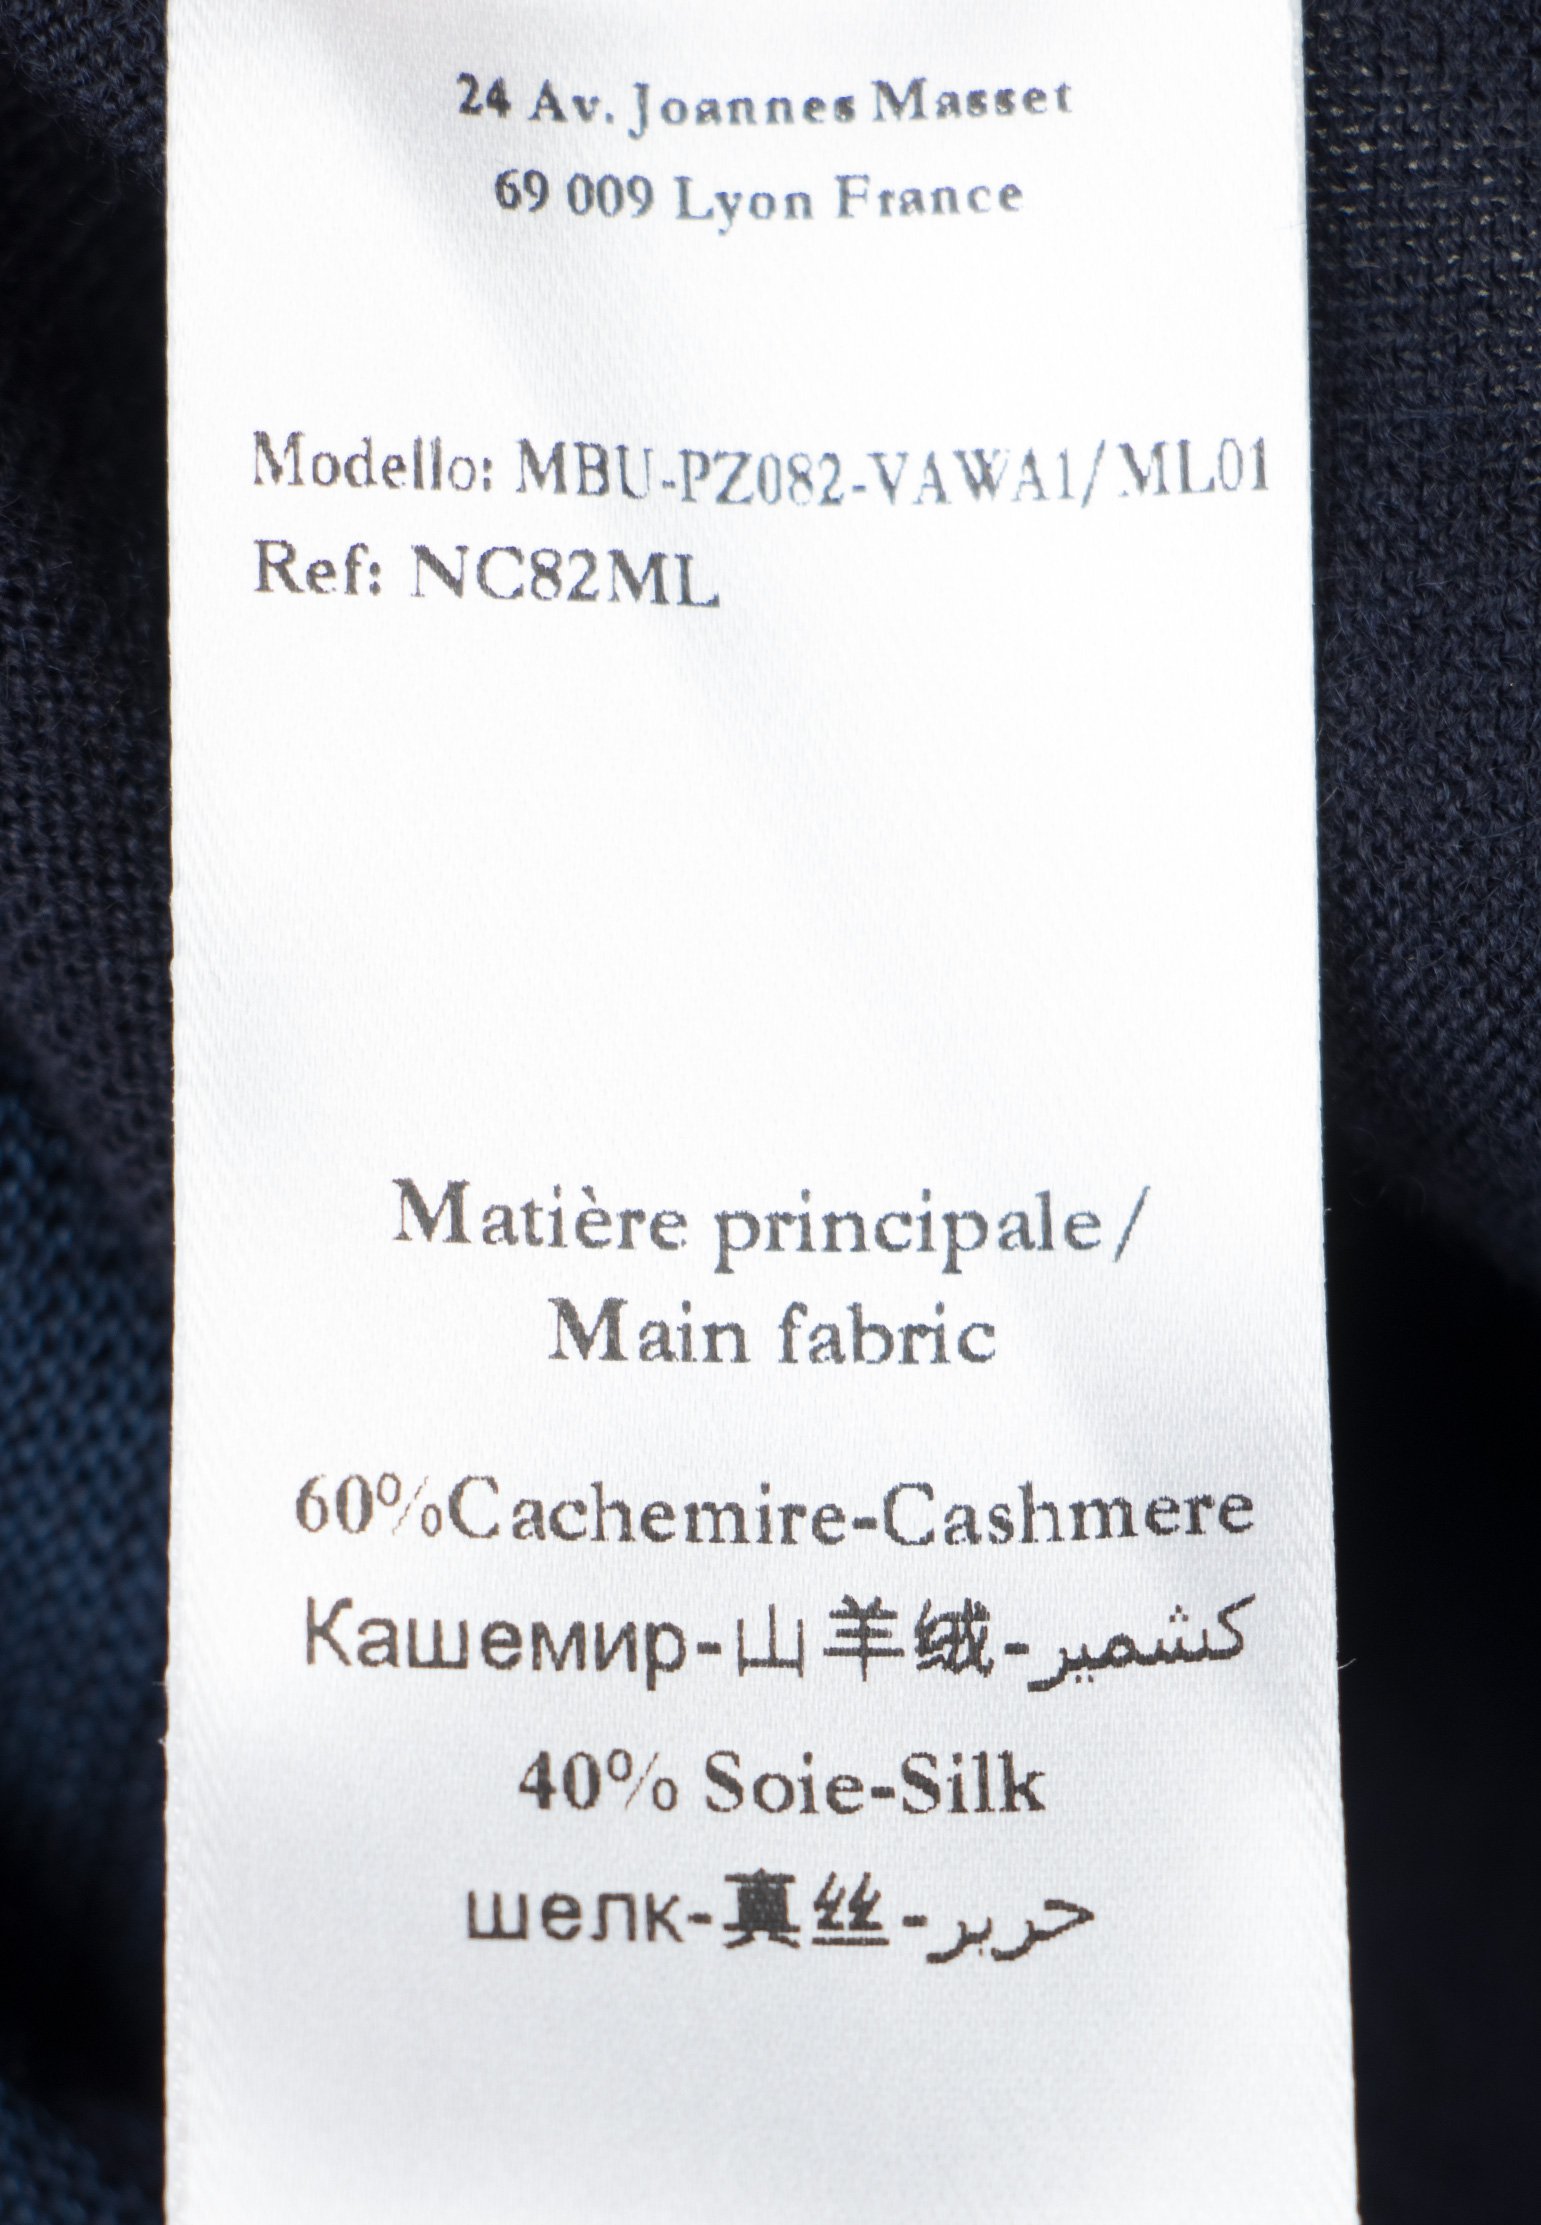 24 Av. Joannes Masset
69 009 Lyon France
Modello: MBU-PZ082-VAWA1/ML01
Ref: NC82ML
Matière principale/
Main fabric
60%Cachemire-Cashmere
Кашемир-山羊绒-كشمير
40% Soie-Silk
шелк-真丝-حرير